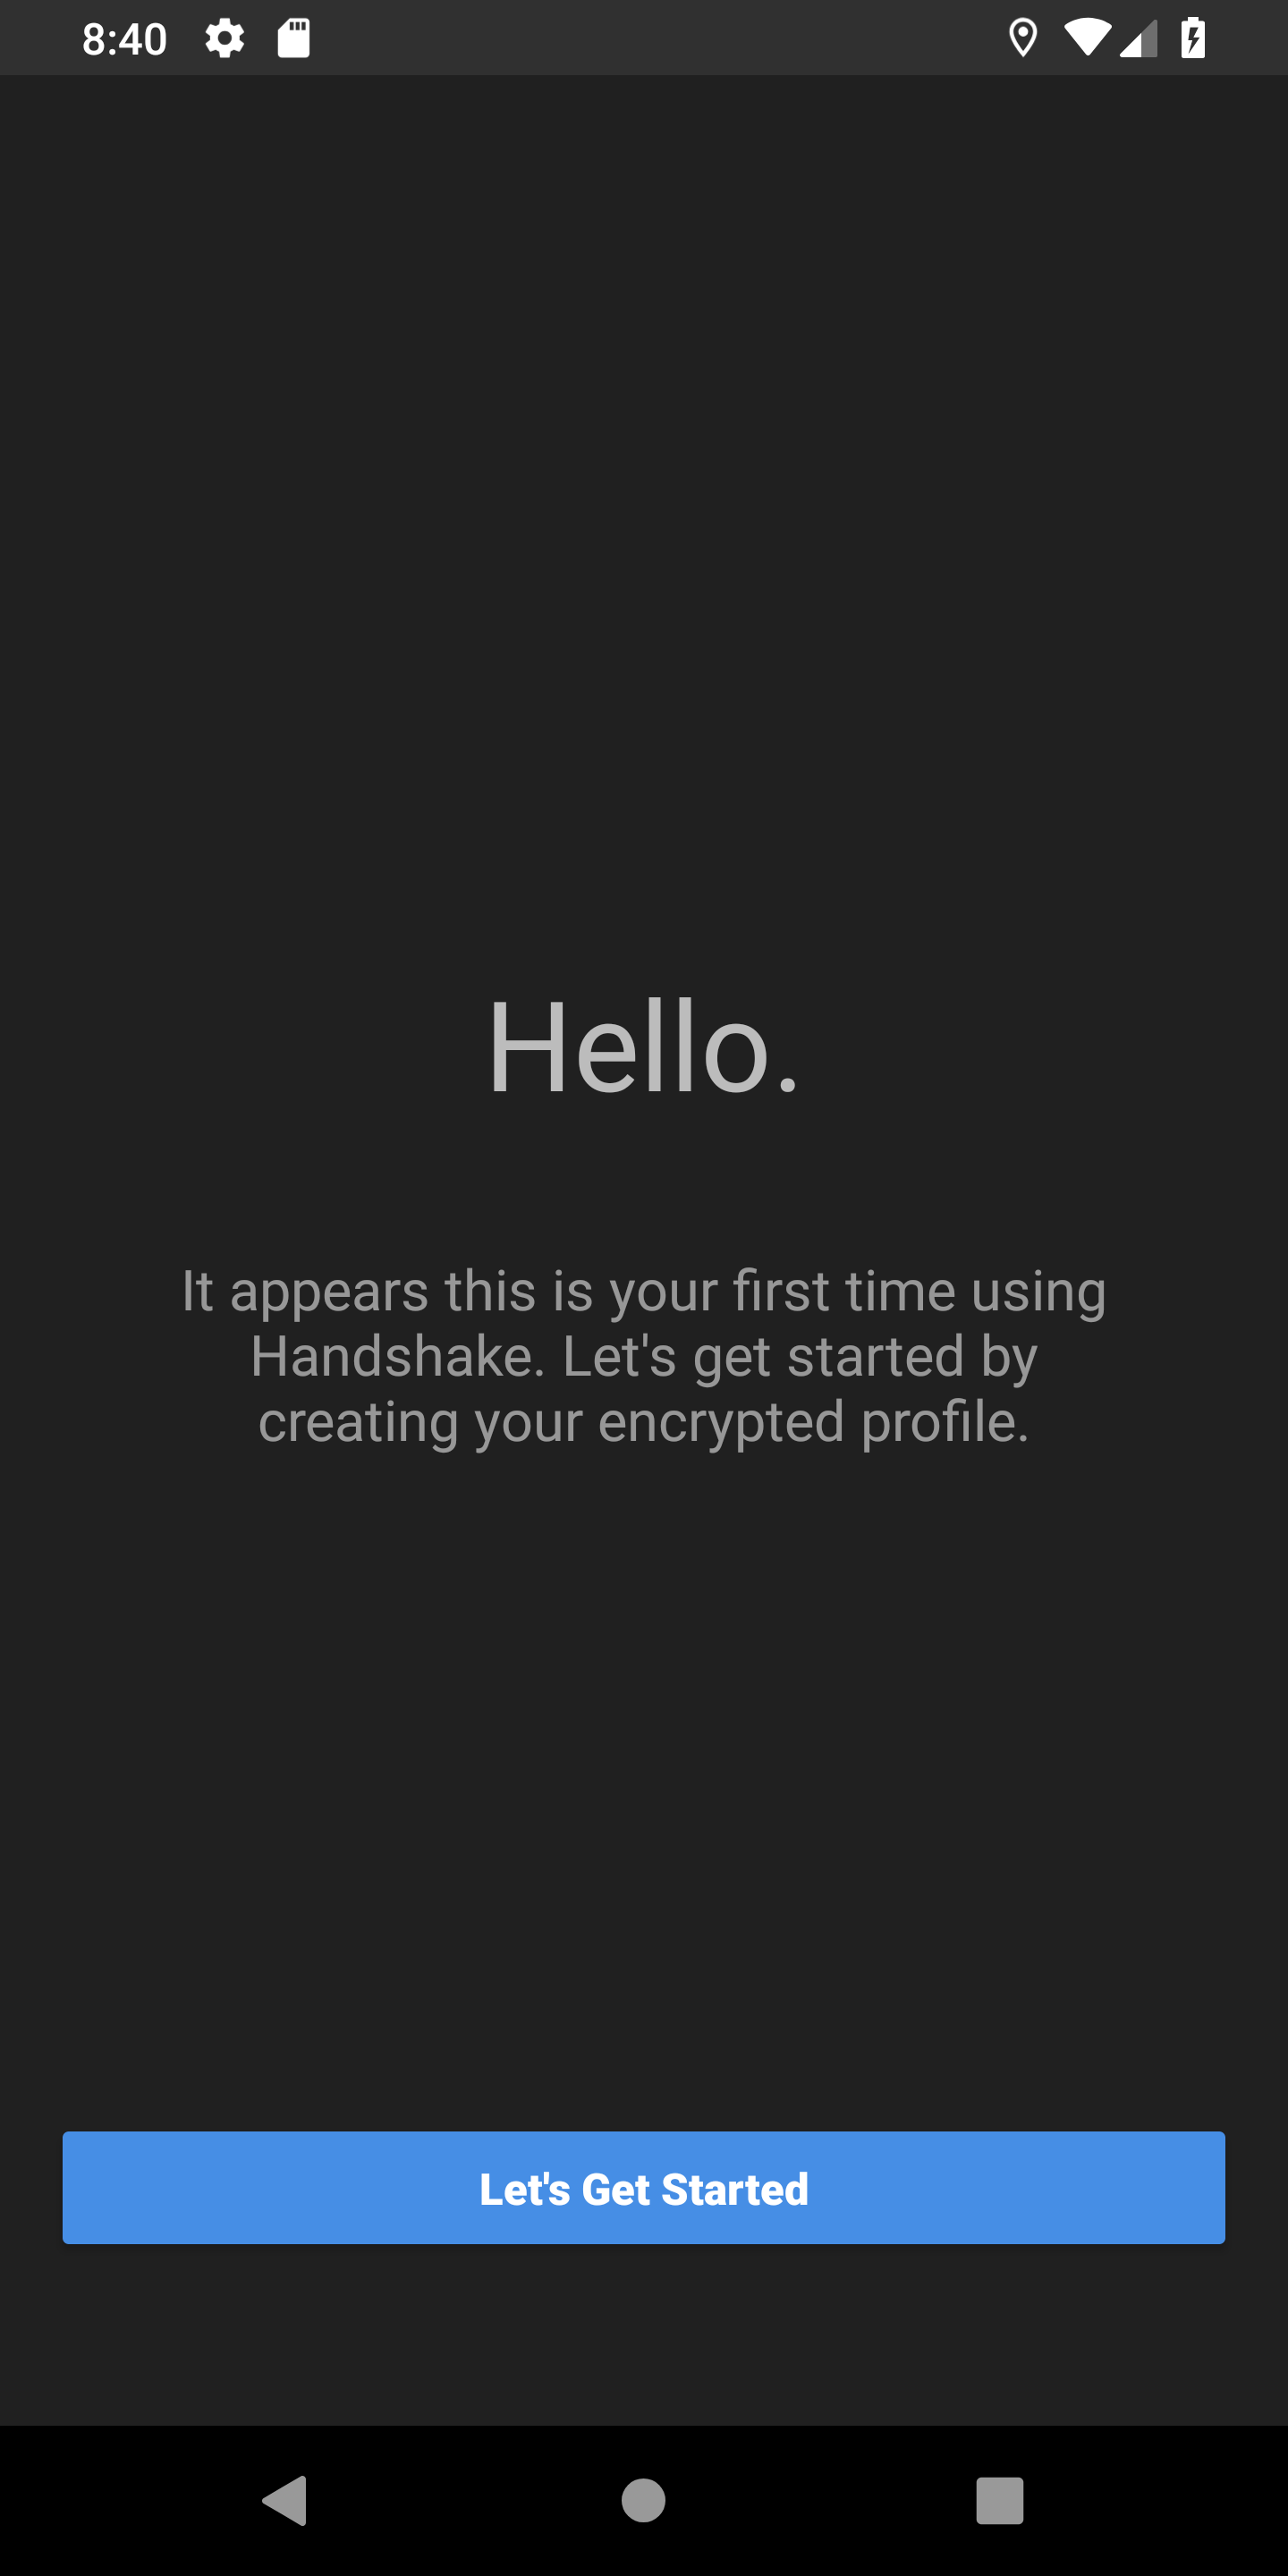 8:40
Hello.
It appears this is your first time using
Handshake. Let's get started by
creating your encrypted profile.
Let's Get Started